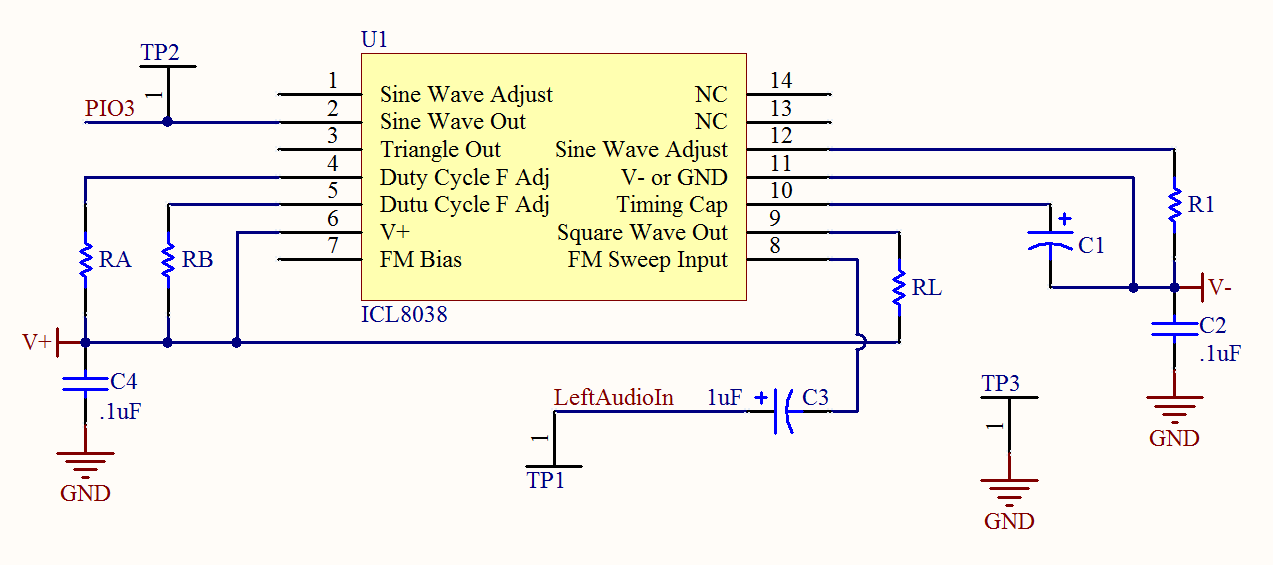 U1
TP2
1
PIO3
1 Sine Wave Adjust NC 14
2 Sine Wave Out NC 13
3 Triangle Out Sine Wave Adjust 12
4 Duty Cycle F Adj V- or GND 11
5 Dutu Cycle F Adj Timing Cap 10
6 V+ Square Wave Out 9
7 FM Bias FM Sweep Input 8
R1
C1
RA
RB
RL
V-
ICL8038
V+
C2
.1uF
C4
.1uF
LeftAudioIn
1uF
C3
TP3
1
1
TP1
GND
GND
GND
+
+